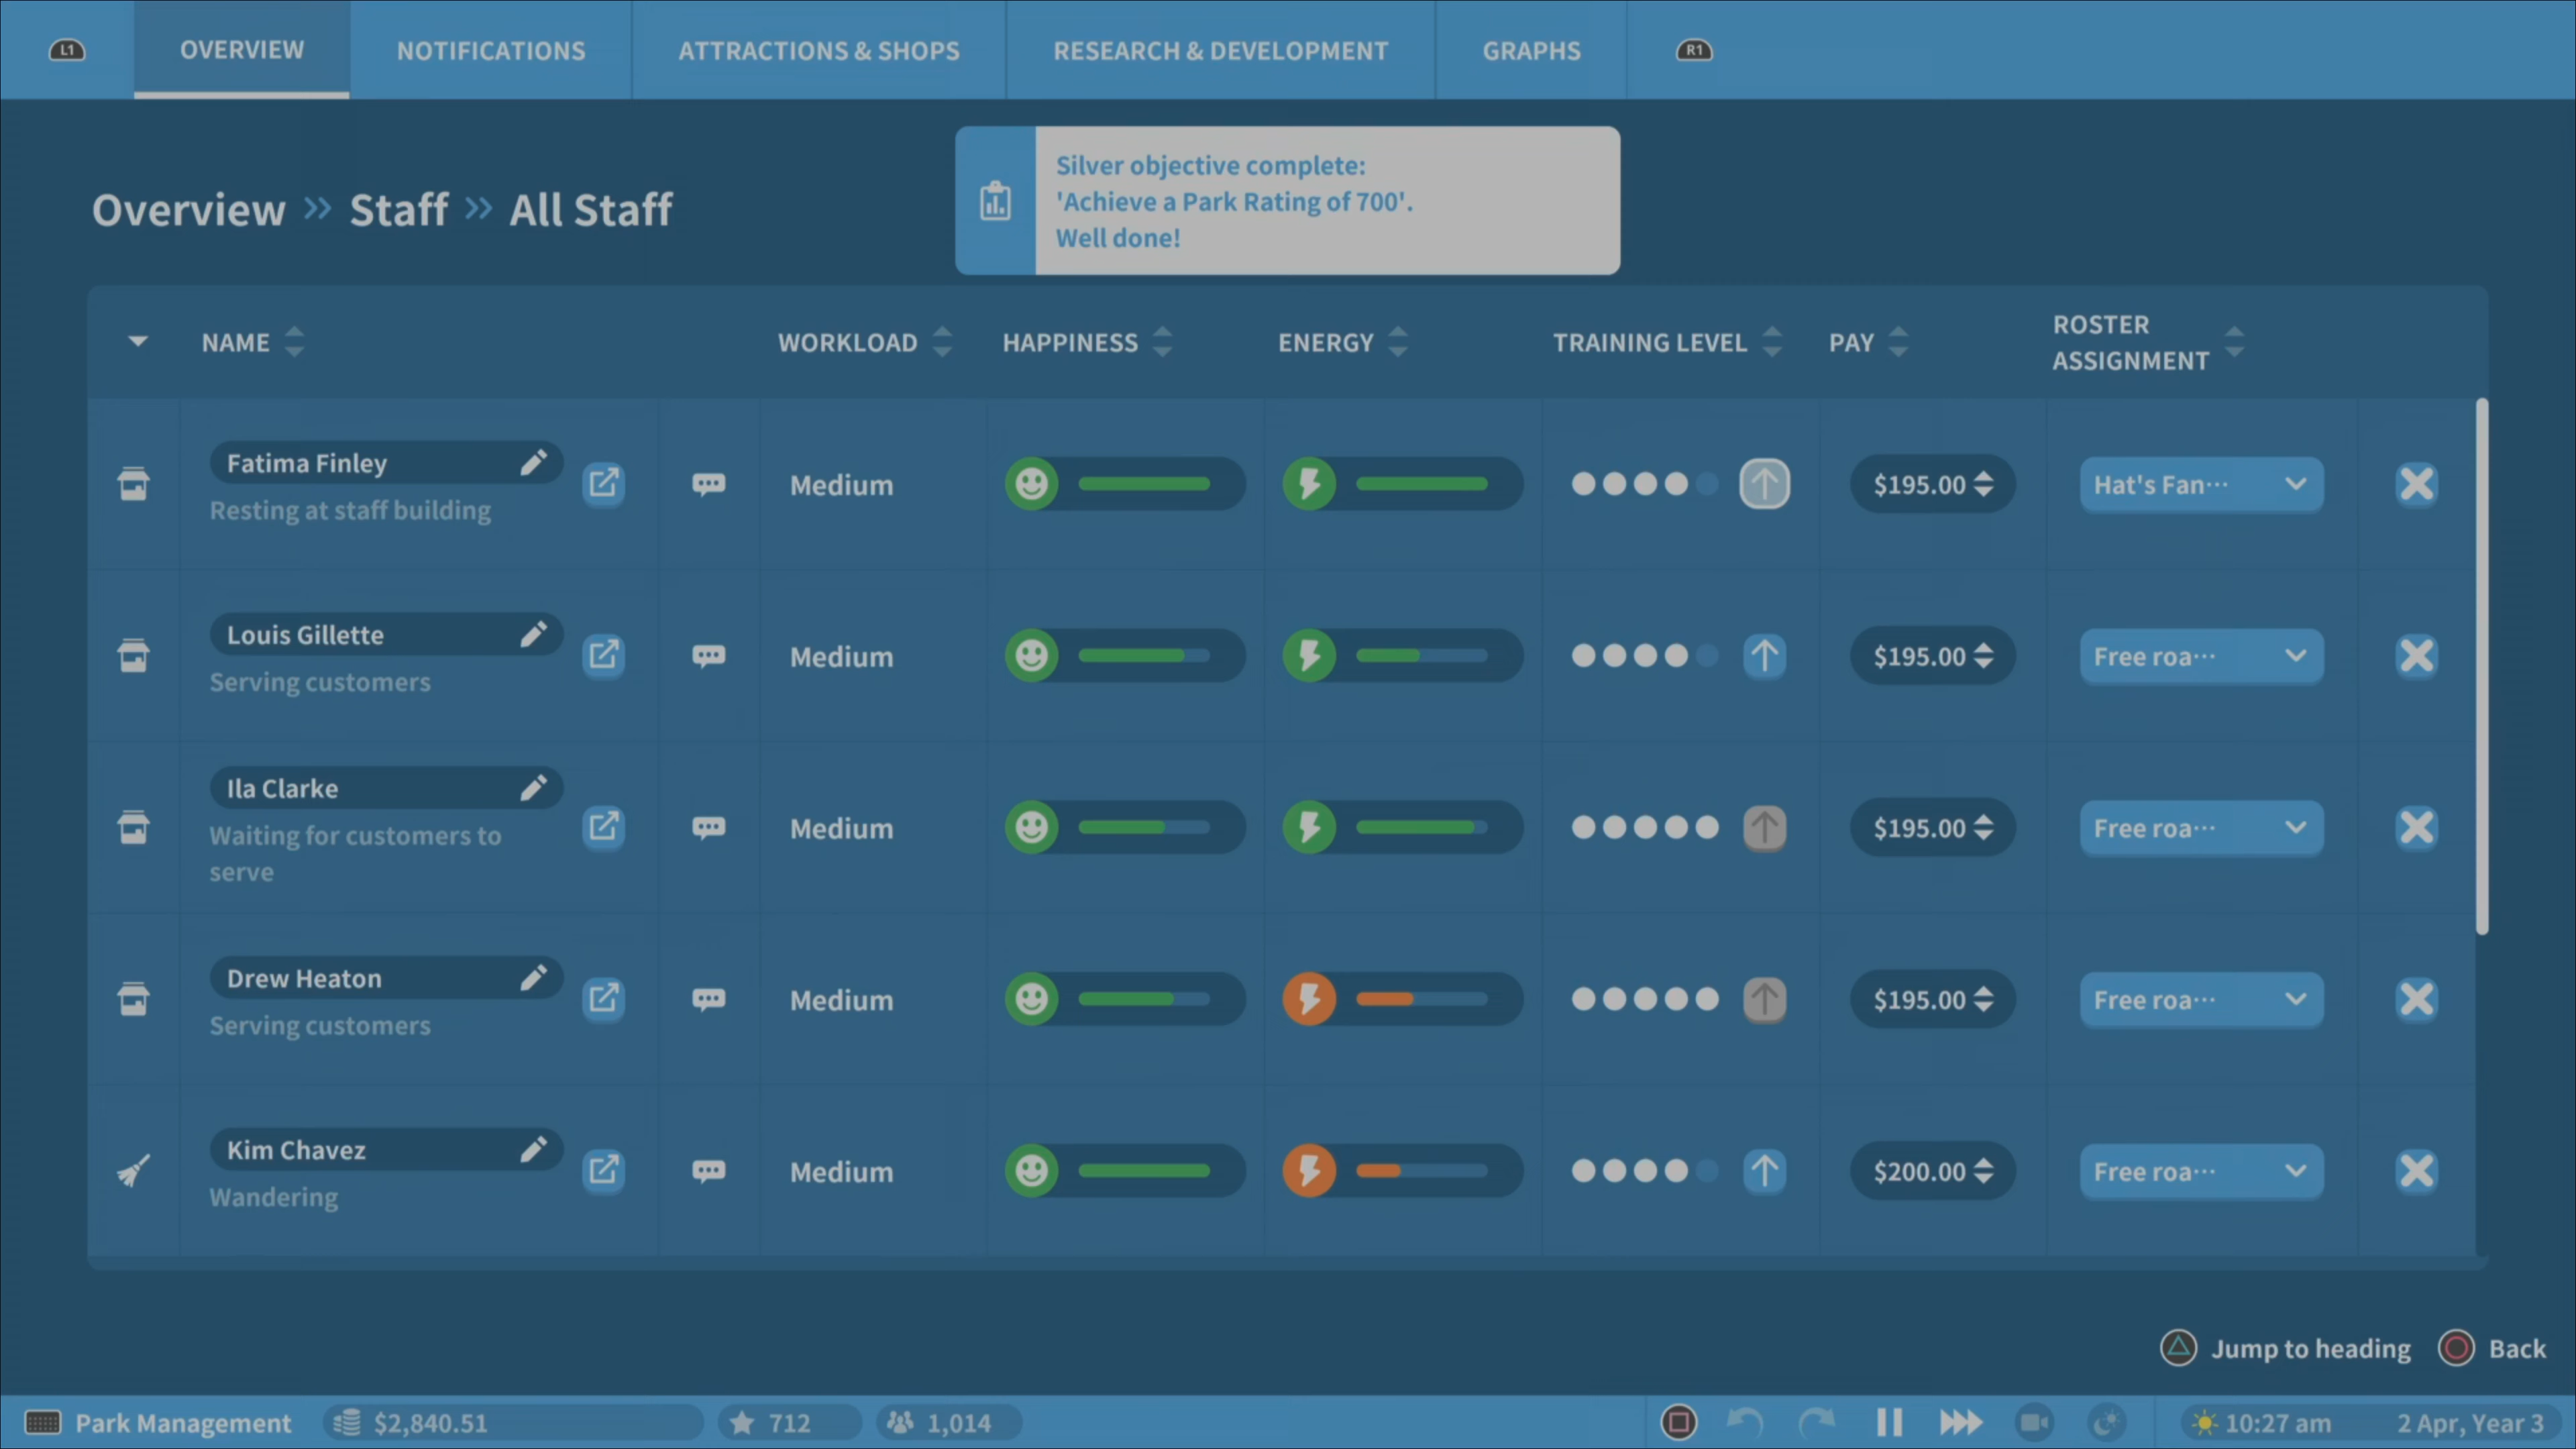 L1
OVERVIEW
NOTIFICATIONS
ATTRACTIONS & SHOPS
RESEARCH & DEVELOPMENT
GRAPHS
R1
Overview » Staff » All Staff
Silver objective complete:
'Achieve a Park Rating of 700'.
Well done!
NAME
WORKLOAD
HAPPINESS
ENERGY
TRAINING LEVEL
PAY
ROSTER
ASSIGNMENT
Fatima Finley
Resting at staff building
Medium
$195.00
Hat's Fan···
Louis Gillette
Serving customers
Medium
$195.00
Free roa···
Ila Clarke
Waiting for customers to
serve
Medium
$195.00
Free roa···
Drew Heaton
Serving customers
Medium
$195.00
Free roa···
Kim Chavez
Wandering
Medium
$200.00
Free roa···
Jump to heading
Back
Park Management
$2,840.51
712
1,014
10:27 am
2 Apr, Year 3